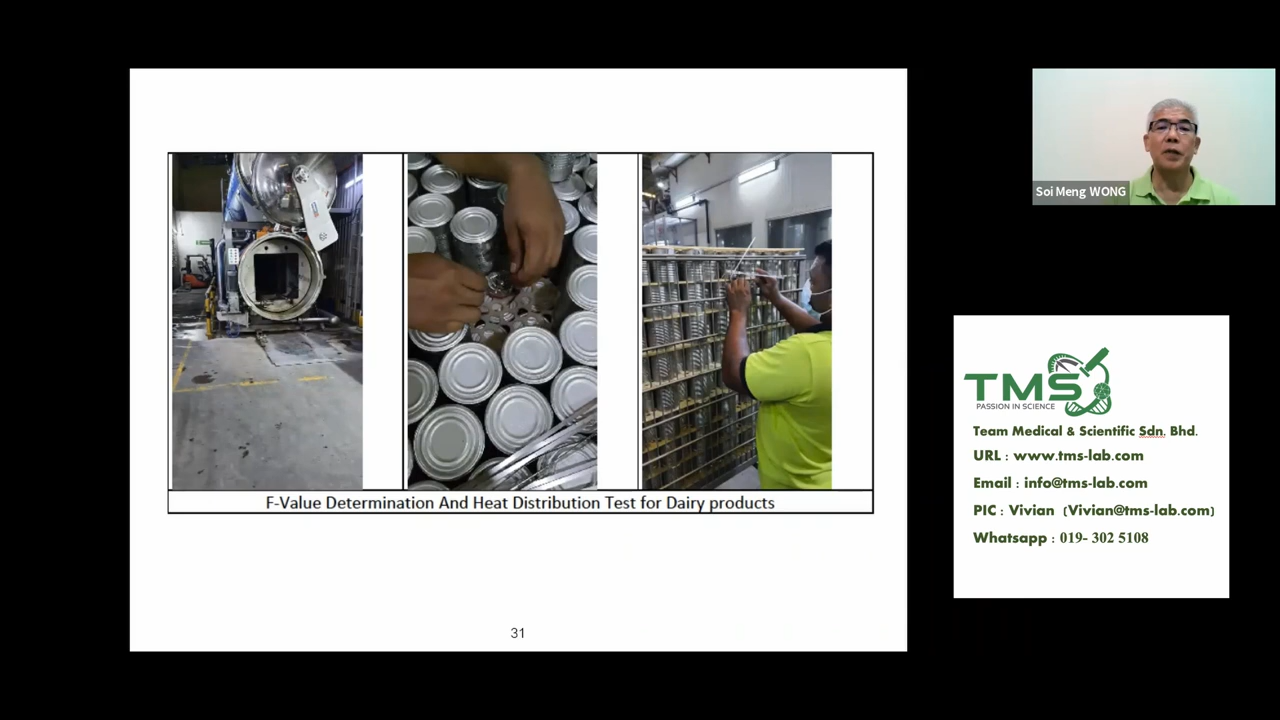 F-Value Determination And Heat Distribution Test for Dairy products
31
Soi Meng WONG
TMS
PASSION IN SCIENCE
Team Medical & Scientific Sdn. Bhd.
URL : www.tms-lab.com
Email : info@tms-lab.com
PIC : Vivian (Vivian@tms-lab.com)
Whatsapp : 019- 302 5108